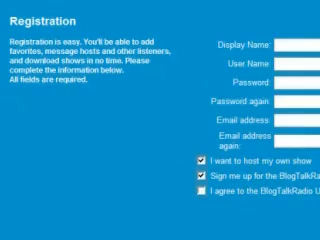 Registration
Registration is easy. You'll be able to add
favorites, message hosts and other listeners,
and download shows in no time. Please
complete the information below.
All fields are required.
Display Name:
User Name:
Password:
Password again:
Email address:
Email address
again:
I want to host my own show
Sign me up for the BlogTalkRa
I agree to the BlogTalkRadio U